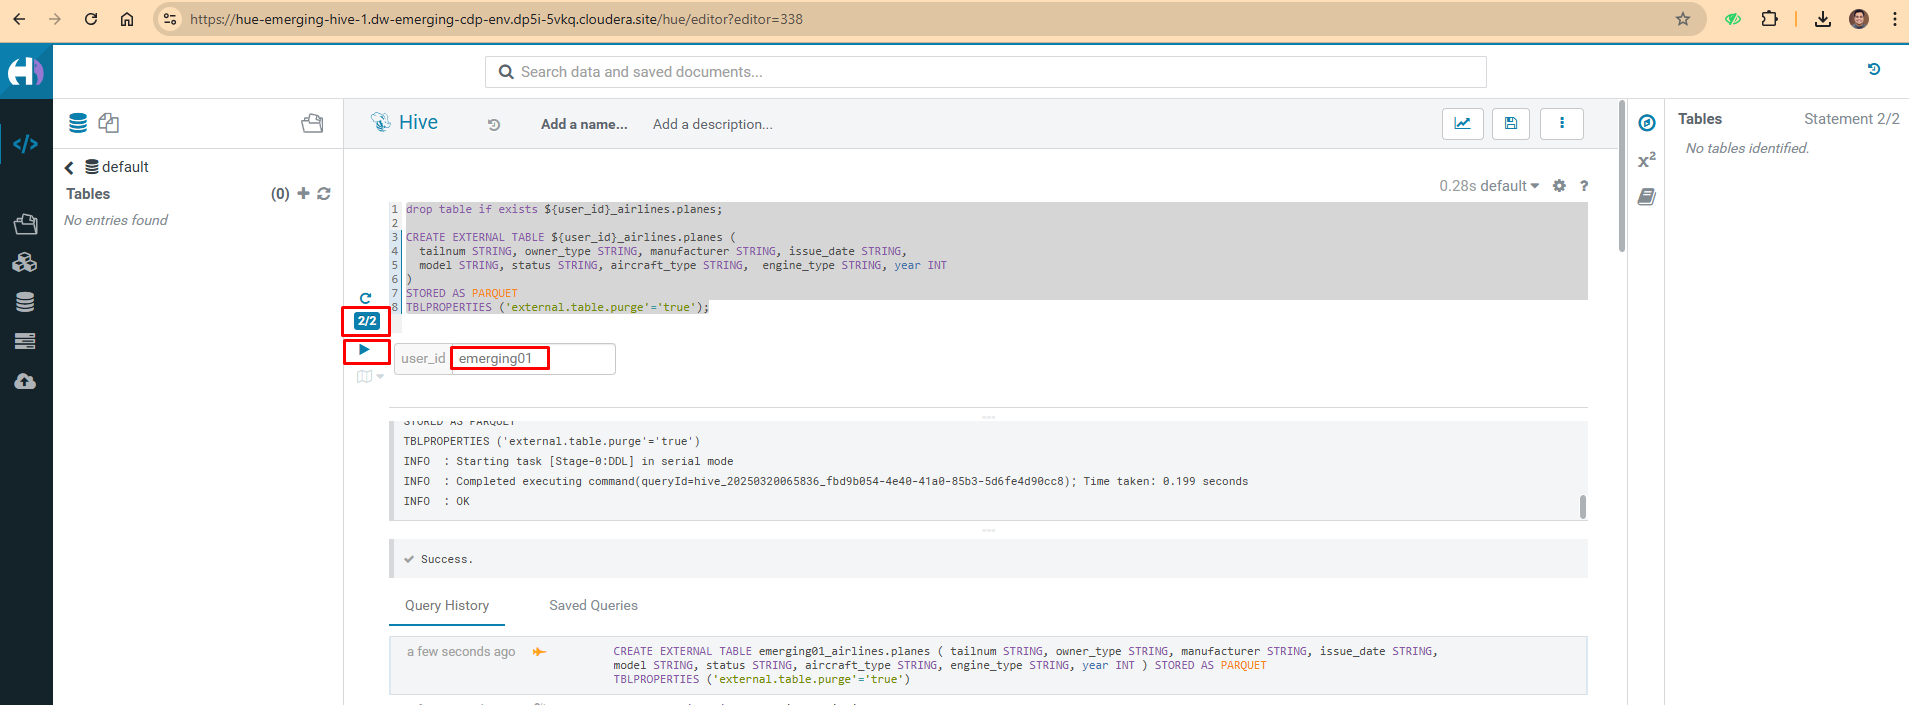 https://hue-emerging-hive-1.dw-emerging-cdp-env.dp5i-5vkq.cloudera.site/hue/editor?editor=338
Search data and saved documents...
Hive
Add a name...
Add a description...
Tables
Statement 2/2
No tables identified.
default
Tables (0)
No entries found
0.28s default
?
1 drop table if exists ${user_id}_airlines.planes;
2
3 CREATE EXTERNAL TABLE ${user_id}_airlines.planes (
4 tailnum STRING, owner_type STRING, manufacturer STRING, issue_date STRING,
5 model STRING, status STRING, aircraft_type STRING, engine_type STRING, year INT
6 )
7 STORED AS PARQUET
8 TBLPROPERTIES ('external.table.purge'='true');
2/2
user_id emerging01
x²
STORED AS PARQUET
TBLPROPERTIES ('external.table.purge'='true')
INFO : Starting task [Stage-0:DDL] in serial mode
INFO : Completed executing command(queryId=hive_20250320065836_fbd9b054-4e40-41a0-85b3-5d6fe4d90cc8); Time taken: 0.199 seconds
INFO : OK
Success.
Query History
Saved Queries
a few seconds ago
CREATE EXTERNAL TABLE emerging01_airlines.planes ( tailnum STRING, owner_type STRING, manufacturer STRING, issue_date STRING,
model STRING, status STRING, aircraft_type STRING, engine_type STRING, year INT ) STORED AS PARQUET
TBLPROPERTIES ('external.table.purge'='true')